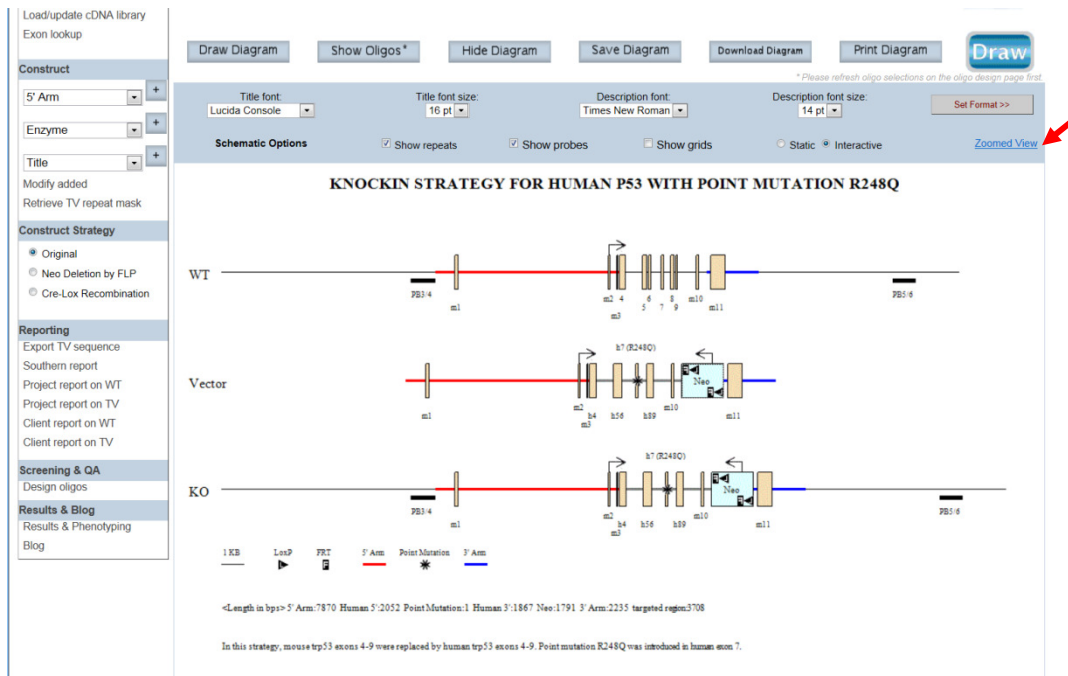 Load/update cDNA library
Exon lookup
Construct
5' Arm +
Enzyme +
Title +
Modify added
Retrieve TV repeat mask
Construct Strategy
Original
Neo Deletion by FLP
Cre-Lox Recombination
Reporting
Export TV sequence
Southern report
Project report on WT
Project report on TV
Client report on WT
Client report on TV
Screening & QA
Design oligos
Results & Blog
Results & Phenotyping
Blog
Draw Diagram Show Oligos* Hide Diagram Save Diagram Download Diagram Print Diagram Draw
* Please refresh oligo selections on the oligo design page first.
Title font: Title font size: Description font: Description font size:
Lucida Console 16 pt Times New Roman 14 pt Set Format >>
Schematic Options Show repeats Show probes Show grids Static Interactive Zoomed View
KNOCKIN STRATEGY FOR HUMAN P53 WITH POINT MUTATION R248Q
WT
PB3/4 m2 4 6 8 m10 PB5/6
m1 5 7 9 m11
m3
h7 (R248Q)
Vector Neo
F F
m2 m10
m1 h4 h56 h89 m11
m3
h7 (R248Q)
KO Neo
F F
PB3/4 m2 m10 PB5/6
m1 h4 h56 h89 m11
m3
1 KB LoxP FRT 5' Arm Point Mutation 3' Arm
F
<Length in bps> 5' Arm:7870 Human 5':2052 Point Mutation:1 Human 3':1867 Neo:1791 3' Arm:2235 targeted region:3708
In this strategy, mouse trp53 exons 4-9 were replaced by human trp53 exons 4-9. Point mutation R248Q was introduced in human exon 7.